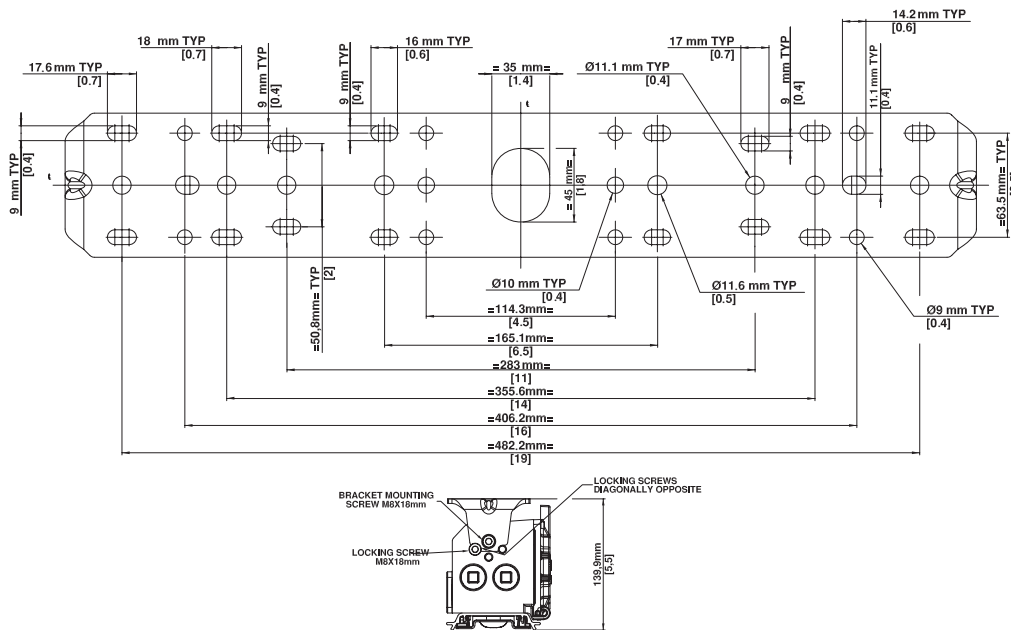 14.2 mm TYP
[0.6]
18 mm TYP
[0.7]
16 mm TYP
[0.6]
= 35 mm=
[1.4]
17 mm TYP
[0.7]
17.6 mm TYP
[0.7]
Ø11.1 mm TYP
[0.4]
9 mm TYP
[0.4]
9 mm TYP
[0.4]
9 mm TYP
[0.4]
11.1 mm TYP
[0.4]
9 mm TYP
[0.4]
= 45 mm=
[1.8]
=63.5 mm= TYP
=50,8mm= TYP
[2]
Ø10 mm TYP
[0.4]
Ø11.6 mm TYP
[0.5]
Ø9 mm TYP
[0.4]
=114.3mm=
[4.5]
=165.1mm=
[6.5]
=283mm=
[11]
=355.6mm=
[14]
=406.2mm=
[16]
=482.2mm=
[19]
LOCKING SCREWS
DIAGONALLY OPPOSITE
BRACKET MOUNTING
SCREW M8X18mm
LOCKING SCREW
M8X18mm
139,9mm
[5,5]